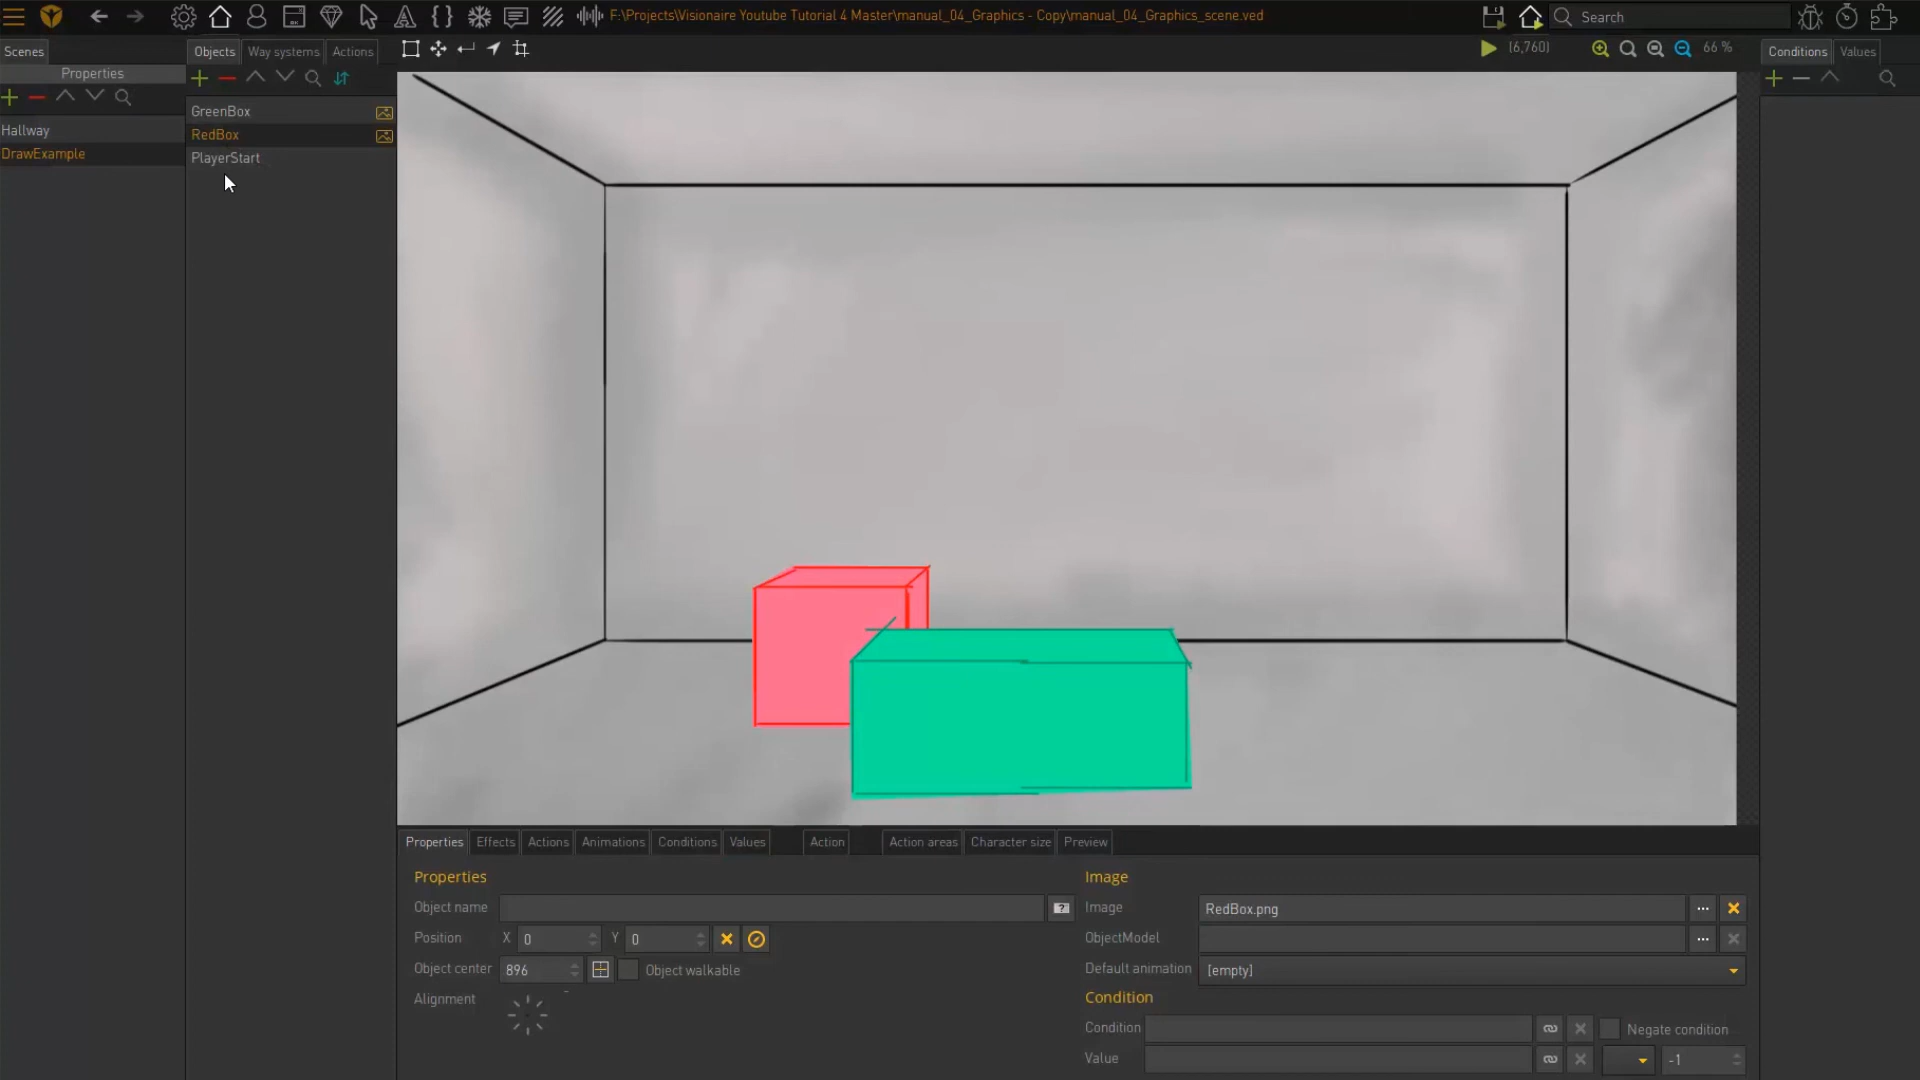 F:\Projects\Visionaire Youtube Tutorial 4 Master\manual_04_Graphics - Copy\manual_04_Graphics_scene.ved
Search
Scenes
Objects Way systems Actions
(6,760)
66 %
Conditions Values
Properties
Hallway
DrawExample
GreenBox
RedBox
PlayerStart
Properties Effects Actions Animations Conditions Values Action Action areas Character size Preview
Properties
Object name
Position X 0 Y 0
Object center 896 Object walkable
Alignment
Image
Image RedBox.png ...
ObjectModel ...
Default animation [empty]
Condition
Condition Negate condition
Value -1